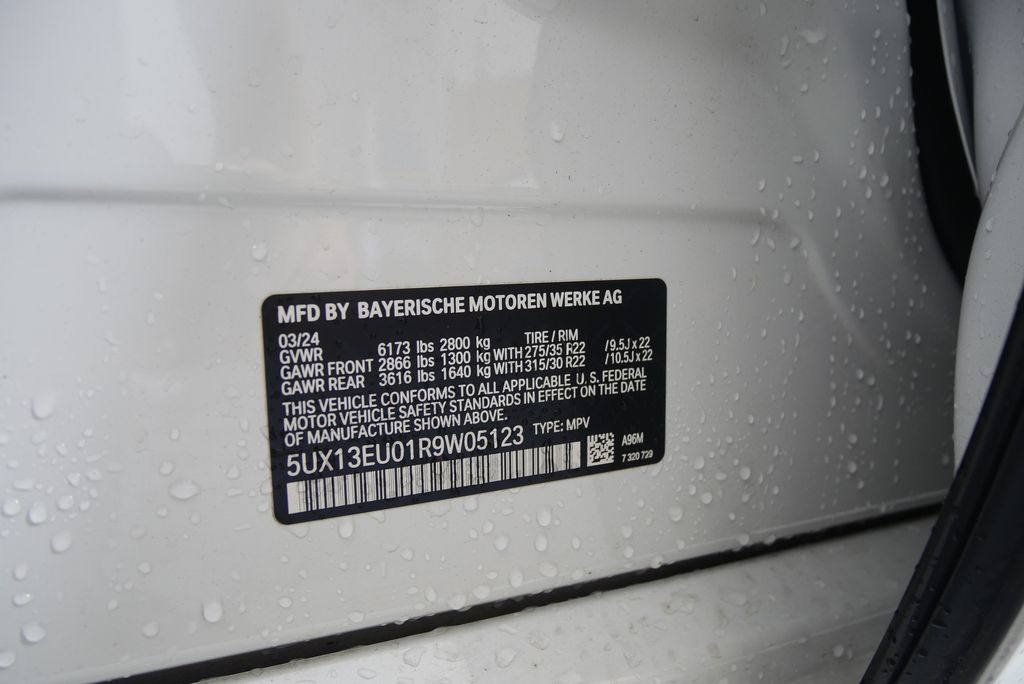 MFD BY BAYERISCHE MOTOREN WERKE AG
03/24 TIRE / RIM
GVWR 6173 lbs 2800 kg
GAWR FRONT 2866 lbs 1300 kg WITH 275/35 R22 /9.5J x 22
GAWR REAR 3616 lbs 1640 kg WITH 315/30 R22 /10.5J x 22
THIS VEHICLE CONFORMS TO ALL APPLICABLE U.S. FEDERAL
MOTOR VEHICLE SAFETY STANDARDS IN EFFECT ON THE DATE
OF MANUFACTURE SHOWN ABOVE.
5UX13EU01R9W05123 TYPE: MPV
A96M
7 320 729